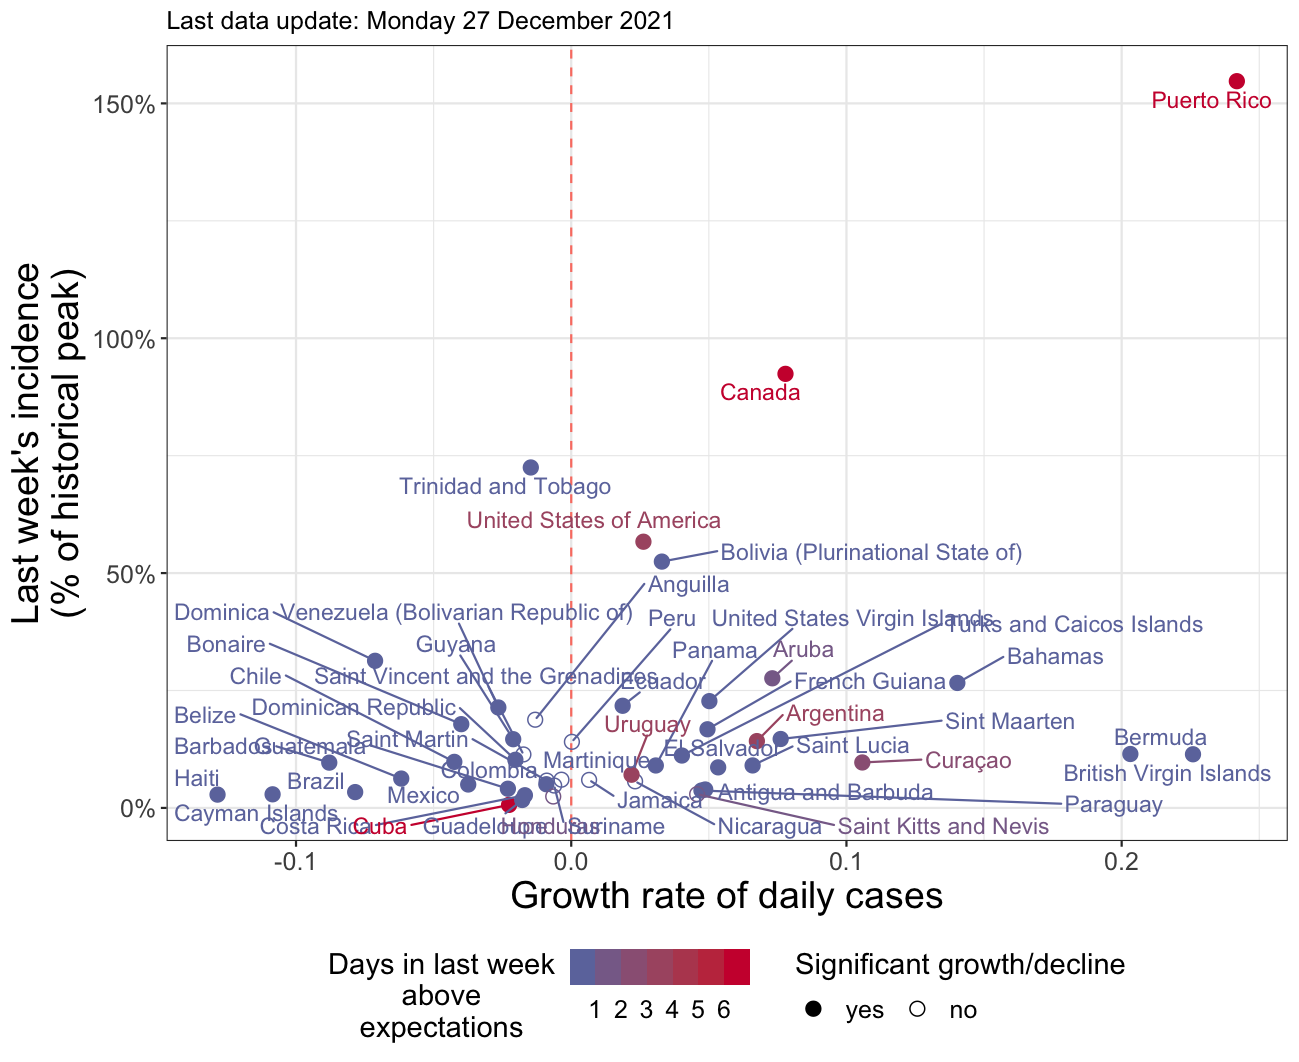 Last data update: Monday 27 December 2021
150%
100%
50%
0%
Last week's incidence
(% of historical peak)
Puerto Rico
Canada
Trinidad and Tobago
United States of America
Bolivia (Plurinational State of)
Anguilla
Dominica
Venezuela (Bolivarian Republic of)
Peru
United States Virgin Islands
Turks and Caicos Islands
Bonaire
Guyana
Panama
Aruba
Bahamas
Chile
Saint Vincent and the Grenadines
Ecuador
French Guiana
Belize
Dominican Republic
Uruguay
Argentina
Sint Maarten
Barbados
Guatemala
Saint Martin
Martinique
El Salvador
Saint Lucia
Bermuda
Curaçao
Haiti
Brazil
Colombia
British Virgin Islands
Mexico
Jamaica
Antigua and Barbuda
Paraguay
Cayman Islands
Costa Rica
Cuba
Guadeloupe
Honduras
Suriname
Nicaragua
Saint Kitts and Nevis
-0.1
0.0
0.1
0.2
Growth rate of daily cases
Days in last week
above
expectations
1 2 3 4 5 6
Significant growth/decline
yes
no